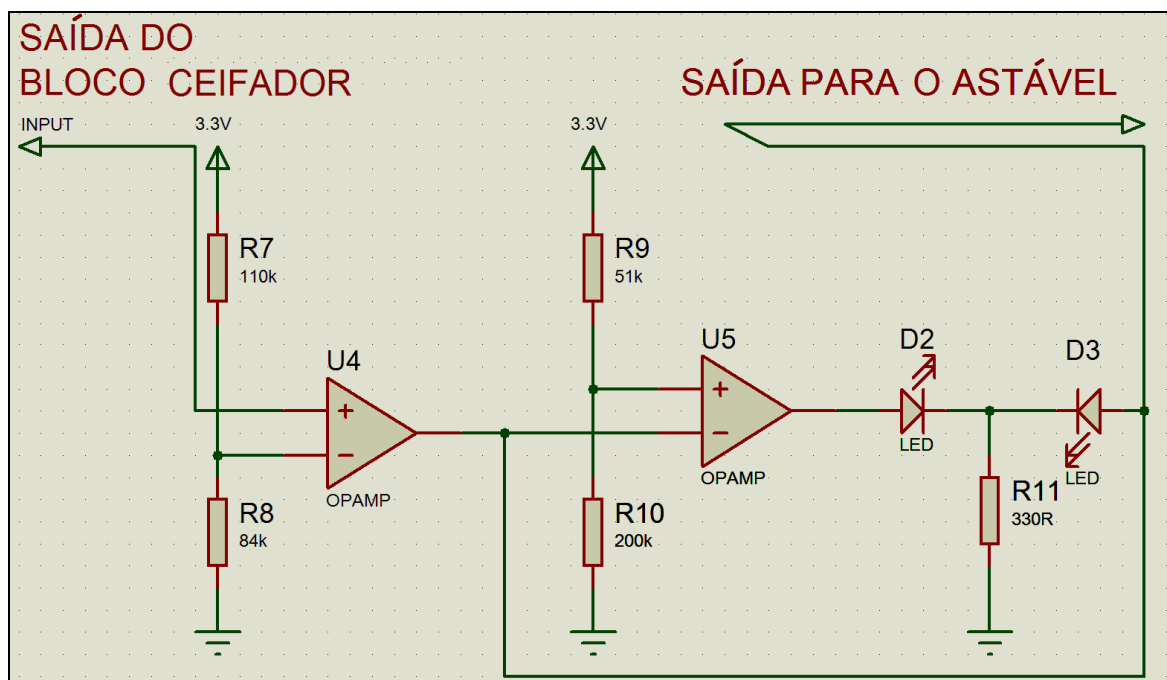 SAÍDA DO
BLOCO CEIFADOR
SAÍDA PARA O ASTÁVEL
INPUT
3.3V
3.3V
R7
110k
R9
51k
U4
+
-
OPAMP
U5
+
-
OPAMP
D2
LED
D3
LED
R8
84k
R10
200k
R11
330R